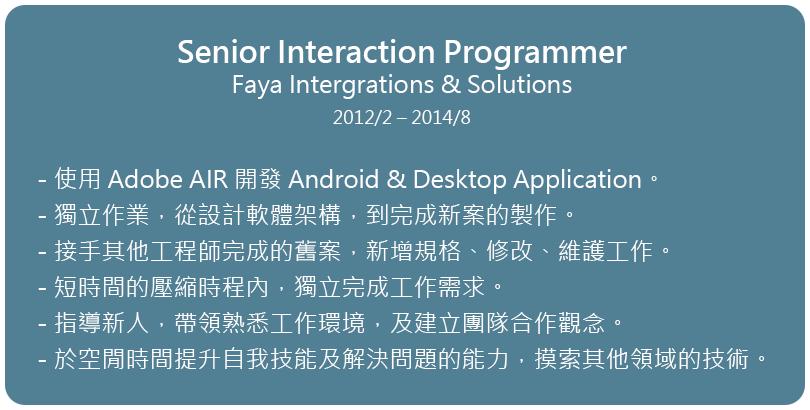 Senior Interaction Programmer
Faya Intergrations & Solutions
2012/2 – 2014/8
- 使用 Adobe AIR 開發 Android & Desktop Application。
- 獨立作業，從設計軟體架構，到完成新案的製作。
- 接手其他工程師完成的舊案，新增規格、修改、維護工作。
- 短時間的壓縮時程內，獨立完成工作需求。
- 指導新人，帶領熟悉工作環境，及建立團隊合作觀念。
- 於空閒時間提升自我技能及解決問題的能力，摸索其他領域的技術。